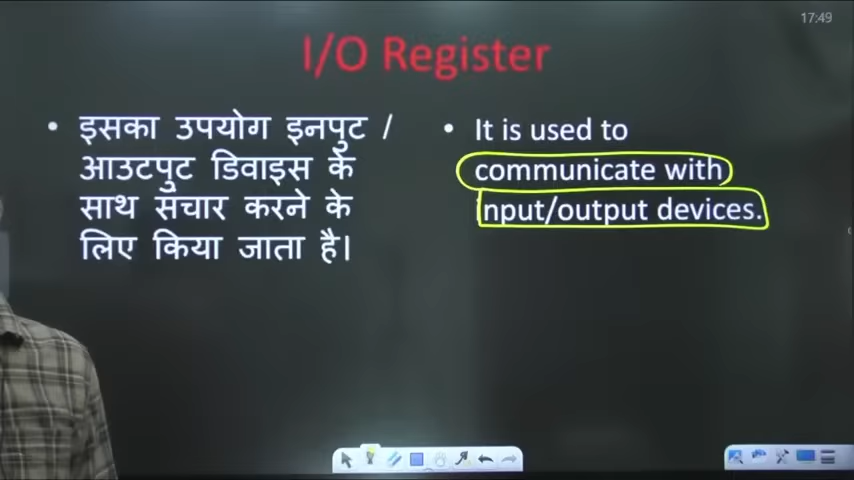 17:49
I/O Register
• इसका उपयोग इनपुट /
आउटपुट डिवाइस के
साथ संचार करने के
लिए किया जाता है।
• It is used to
communicate with
input/output devices.